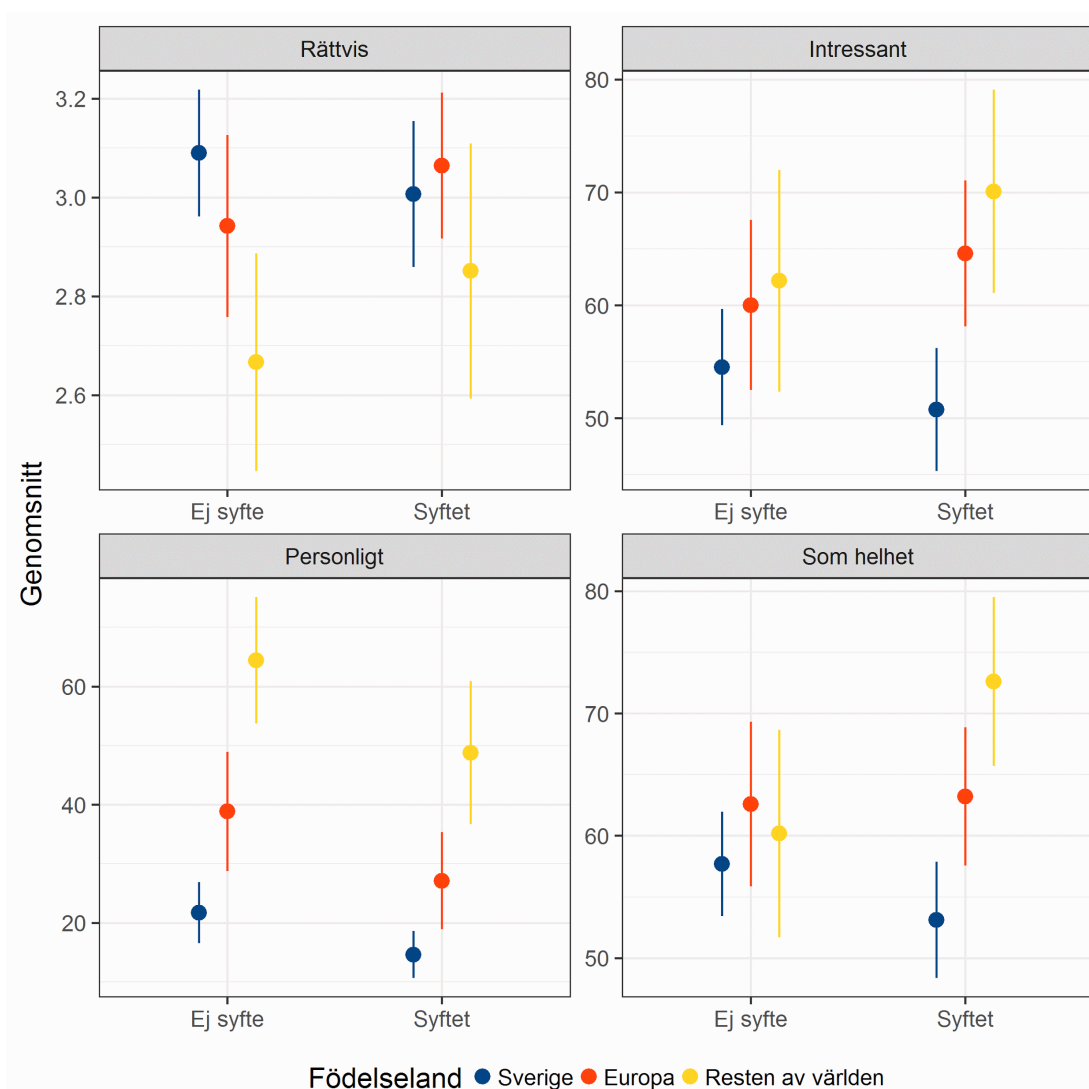 Rättvis
Intressant
3.2
3.0
2.8
2.6
80
70
60
50
Ej syfte
Syftet
Ej syfte
Syftet
Genomsnitt
Personligt
Som helhet
60
40
20
80
70
60
50
Ej syfte
Syftet
Ej syfte
Syftet
Födelseland Sverige Europa Resten av världen